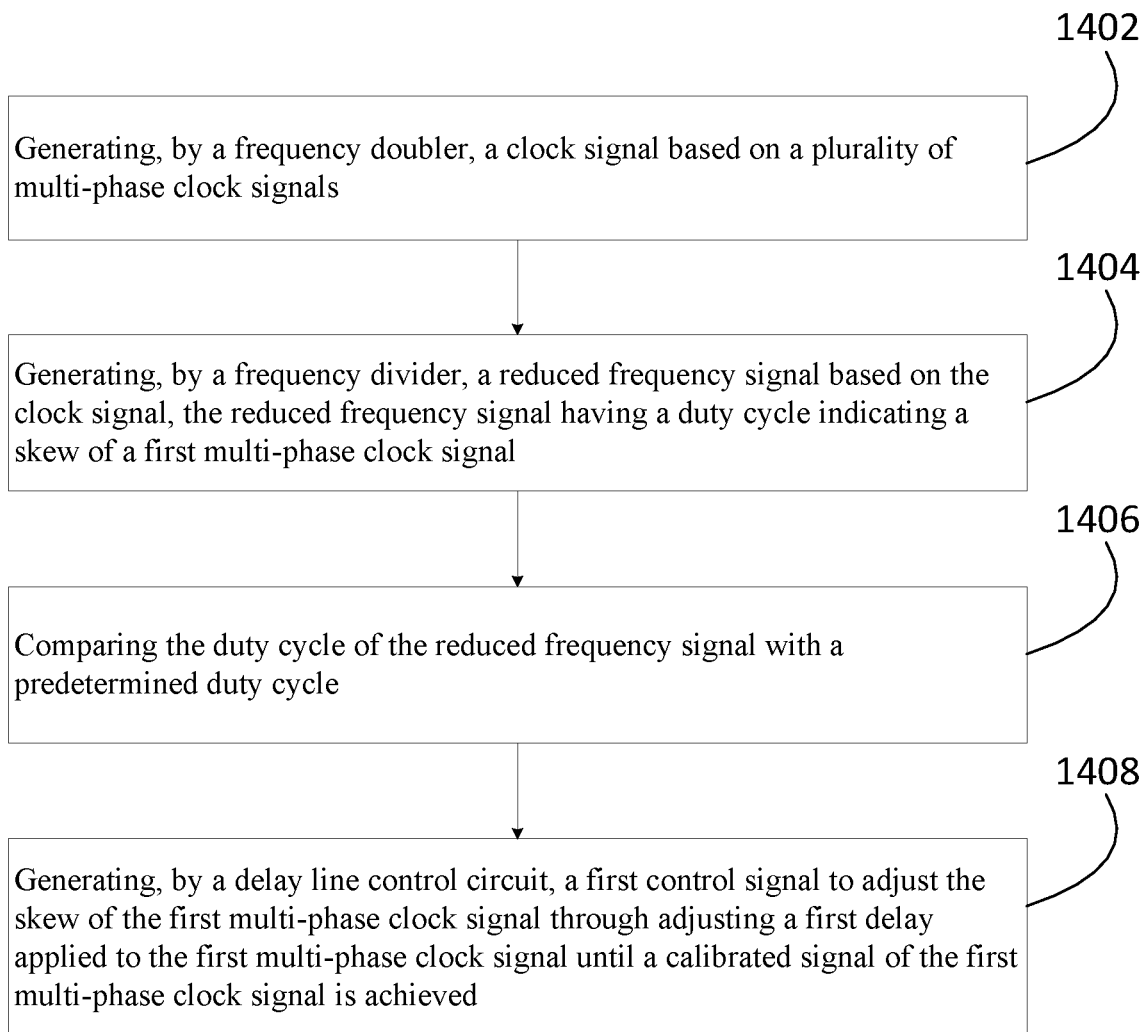 1402
Generating, by a frequency doubler, a clock signal based on a plurality of
multi-phase clock signals
1404
Generating, by a frequency divider, a reduced frequency signal based on the
clock signal, the reduced frequency signal having a duty cycle indicating a
skew of a first multi-phase clock signal
1406
Comparing the duty cycle of the reduced frequency signal with a
predetermined duty cycle
1408
Generating, by a delay line control circuit, a first control signal to adjust the
skew of the first multi-phase clock signal through adjusting a first delay
applied to the first multi-phase clock signal until a calibrated signal of the first
multi-phase clock signal is achieved